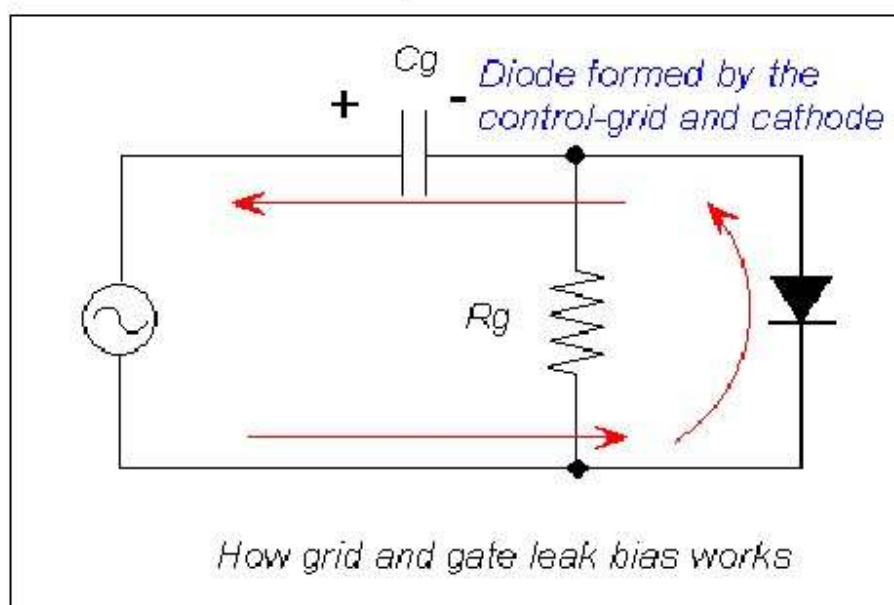 Cg
+ -
Diode formed by the
control-grid and cathode
Rg
How grid and gate leak bias works